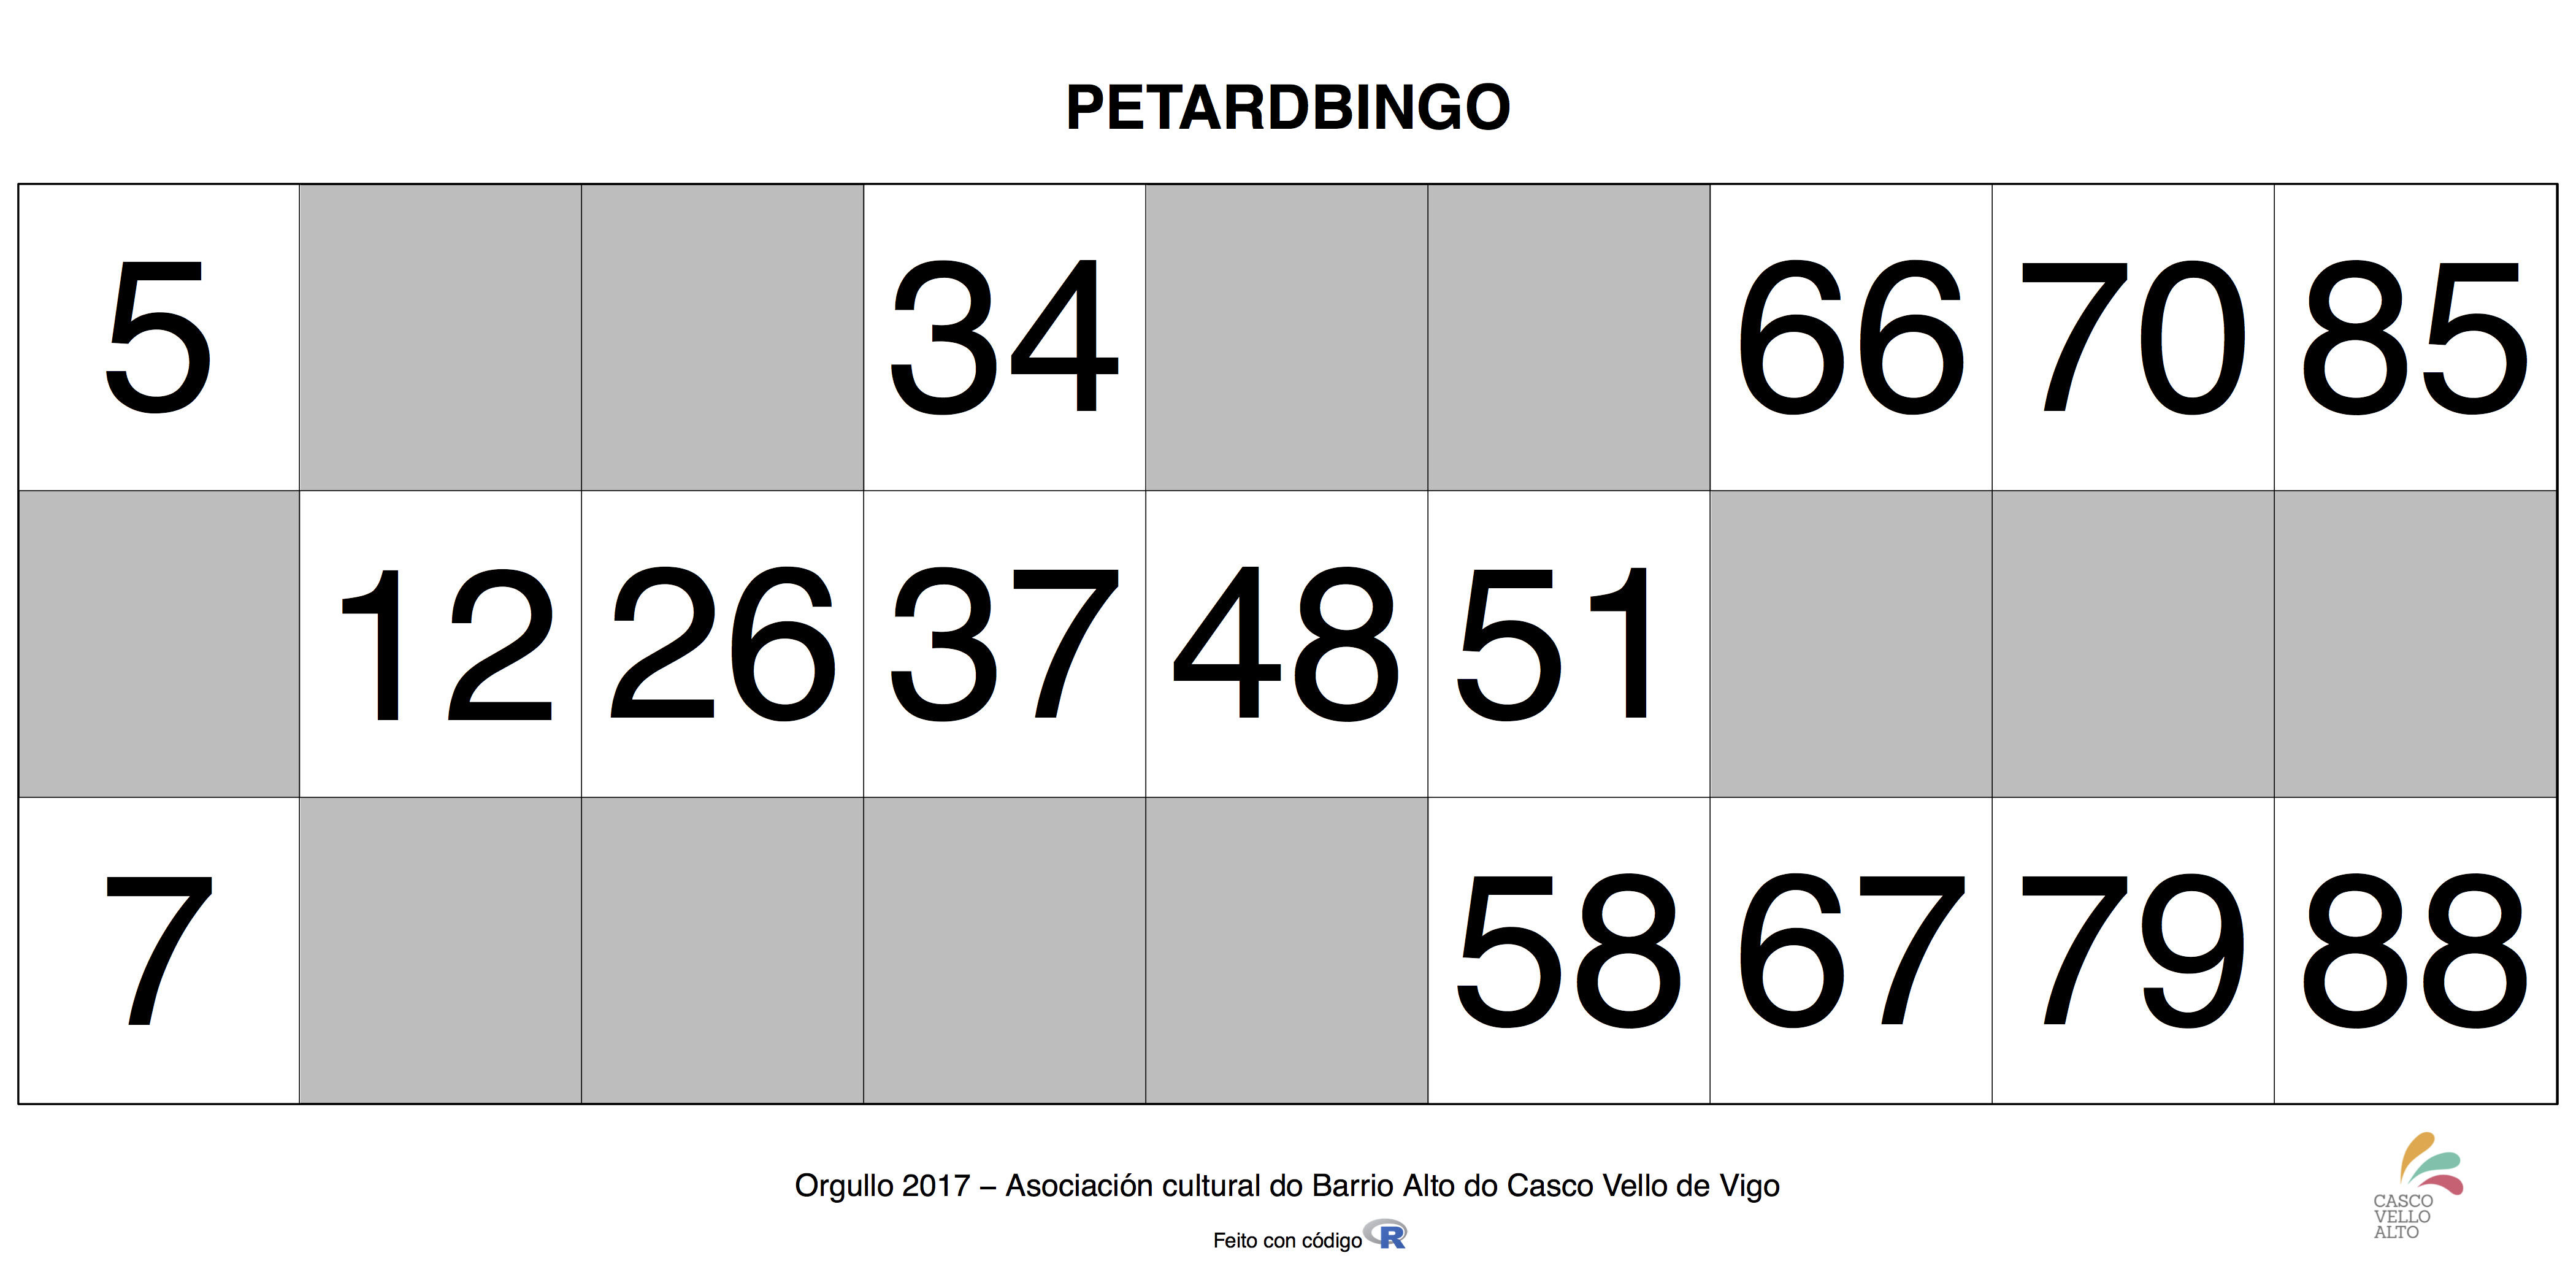 PETARDBINGO
5 34 66 70 85
12 26 37 48 51
7 58 67 79 88
Orgullo 2017 – Asociación cultural do Barrio Alto do Casco Vello de Vigo
Feito con código R
CASCO
VELLO
ALTO